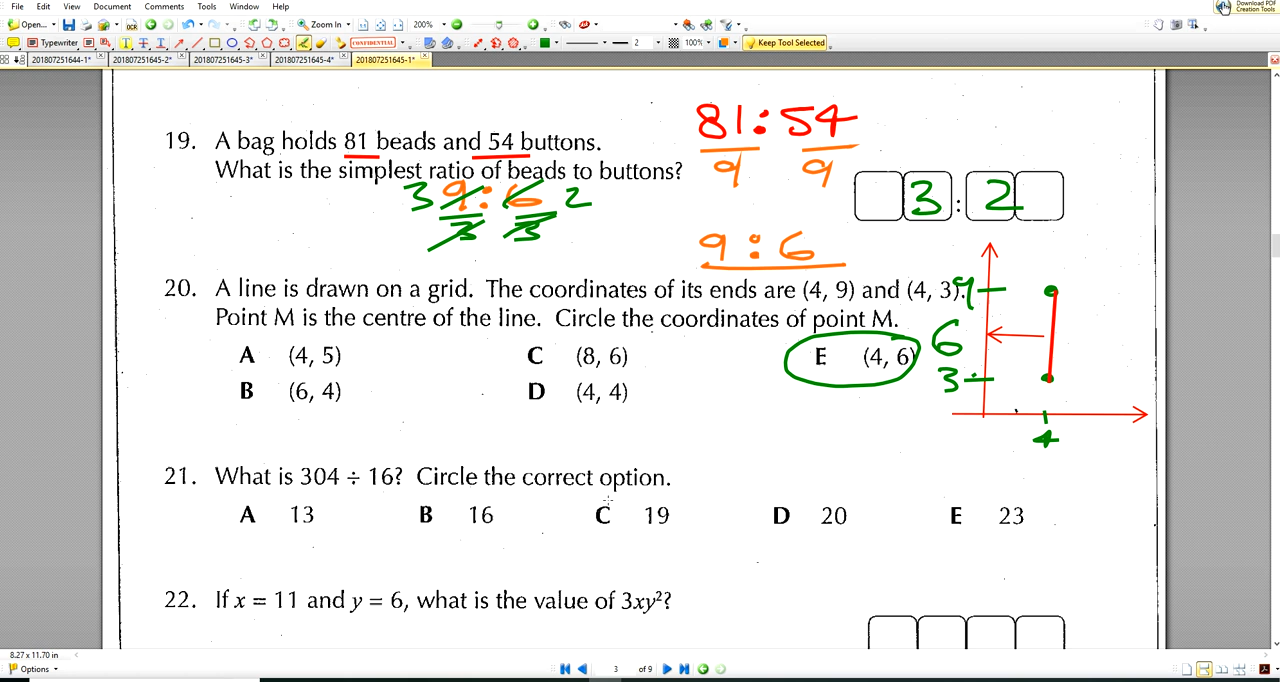 File Edit View Document Comments Tools Window Help
Download PDF
Creation Tools
Open... OCR Zoom In 200%
Typewriter T T T CONFIDENTIAL 2 100% Keep Tool Selected
201807251644-1* 201807251645-2* 201807251645-3* 201807251645-4* 201807251645-1*
81:54
19. A bag holds 81 beads and 54 buttons.
What is the simplest ratio of beads to buttons?
9 9
3 9:6 2
3 3
3 : 2
9 : 6
20. A line is drawn on a grid. The coordinates of its ends are (4, 9) and (4, 3).
9
Point M is the centre of the line. Circle the coordinates of point M.
6
A (4, 5) C (8, 6) E (4, 6)
3
B (6, 4) D (4, 4)
4
21. What is 304 ÷ 16? Circle the correct option.
A 13 B 16 C 19 D 20 E 23
22. If x = 11 and y = 6, what is the value of 3xy²?
8.27 x 11.70 in
Options 3 of 9